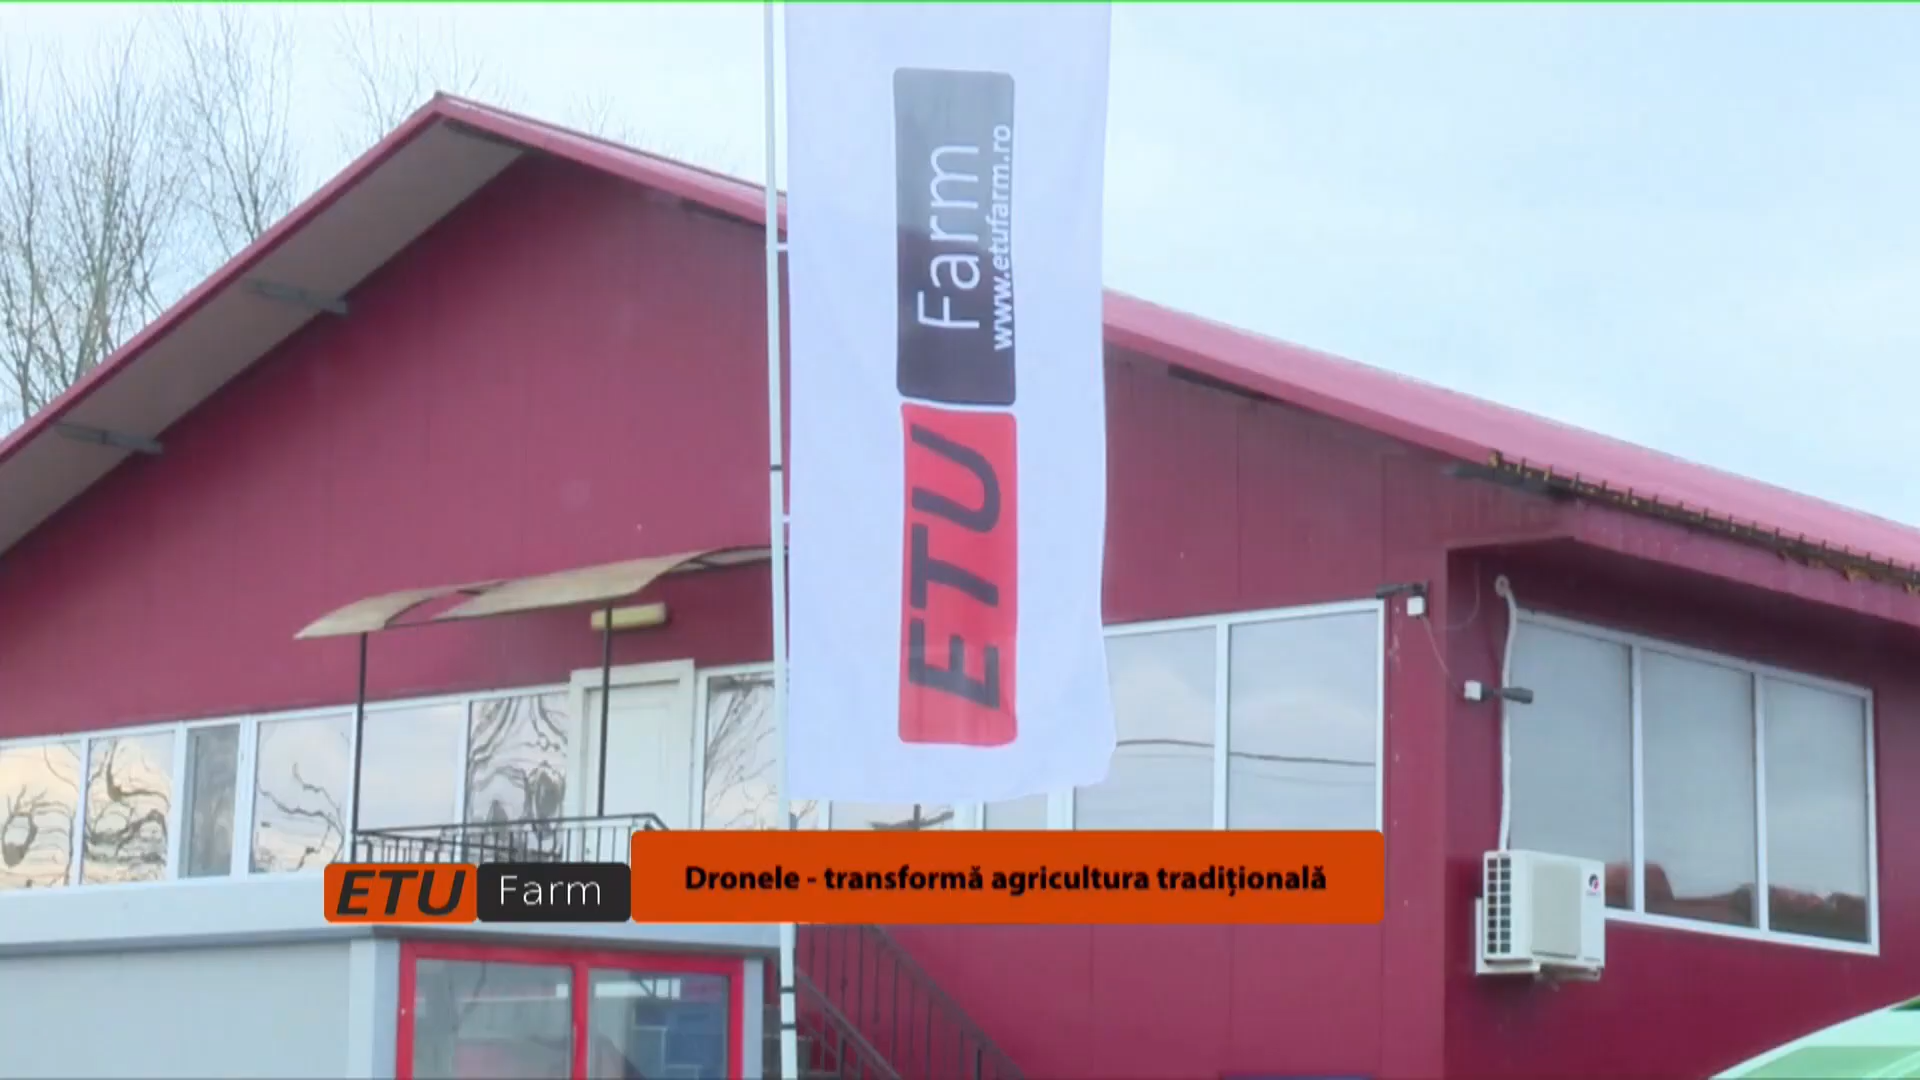 ETU Farm
www.etufarm.ro
ETU Farm
Dronele - transformă agricultura tradițională